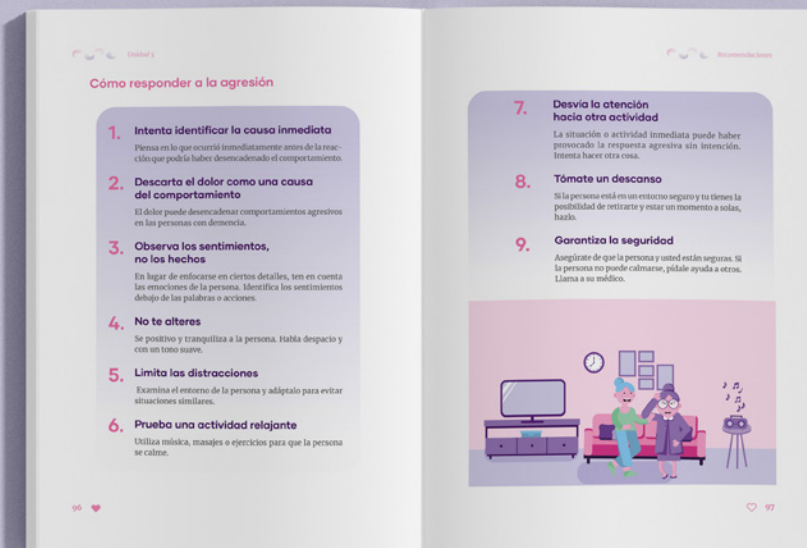 Unidad 5
Cómo responder a la agresión
1. Intenta identificar la causa inmediata
Piensa en lo que ocurrió inmediatamente antes de la reac-
ción que podría haber desencadenado el comportamiento.
2. Descarta el dolor como una causa
del comportamiento
El dolor puede desencadenar comportamientos agresivos
en las personas con demencia.
3. Observa los sentimientos,
no los hechos
En lugar de enfocarse en ciertos detalles, ten en cuenta
las emociones de la persona. Identifica los sentimientos
debajo de las palabras o acciones.
4. No te alteres
Se positivo y tranquiliza a la persona. Habla despacio y
con un tono suave.
5. Limita las distracciones
Examina el entorno de la persona y adáptalo para evitar
situaciones similares.
6. Prueba una actividad relajante
Utiliza música, masajes o ejercicios para que la persona
se calme.
96
Recomendaciones
7. Desvía la atención
hacia otra actividad
La situación o actividad inmediata puede haber
provocado la respuesta agresiva sin intención.
Intenta hacer otra cosa.
8. Tómate un descanso
Si la persona está en un entorno seguro y tu tienes la
posibilidad de retirarte y estar un momento a solas,
hazlo.
9. Garantiza la seguridad
Asegúrate de que la persona y usted están seguras. Si
la persona no puede calmarse, pídale ayuda a otros.
Llama a su médico.
97